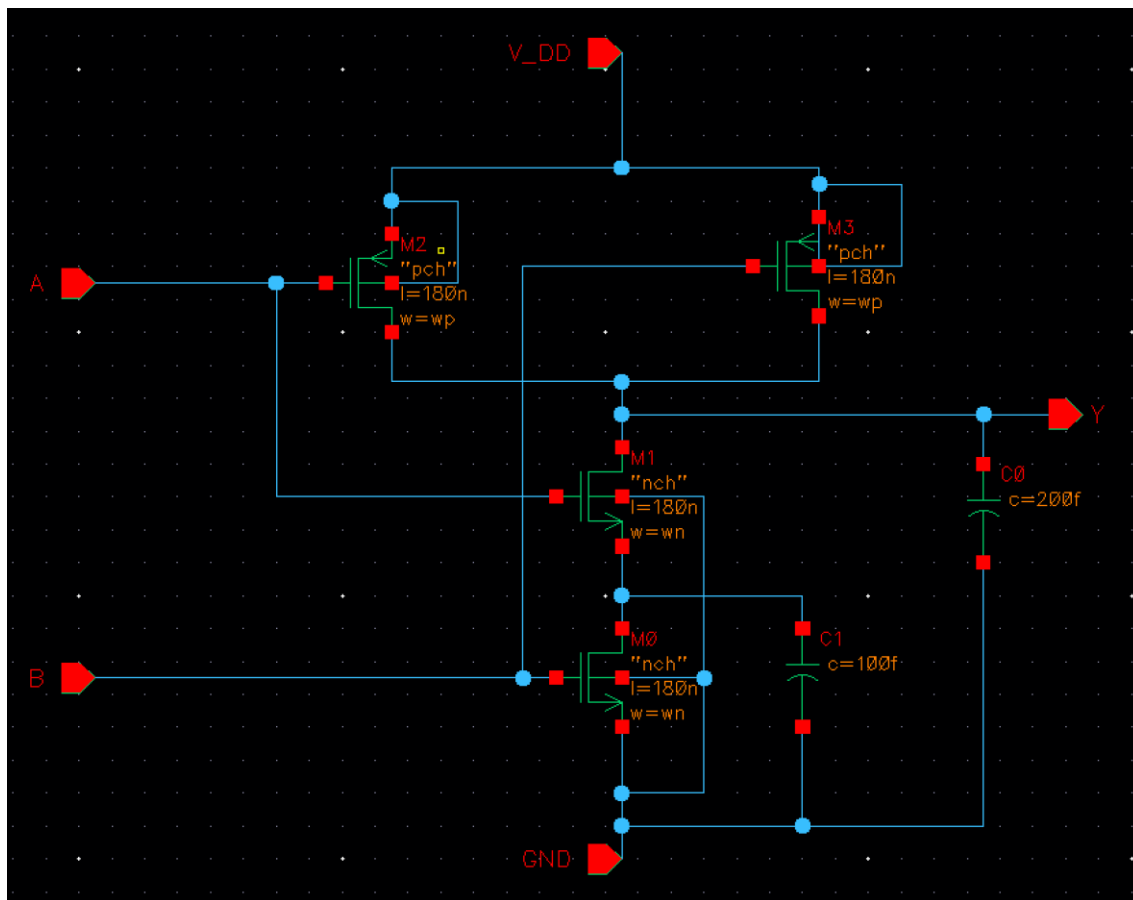 V_DD
M2
"pch"
l=180n
w=wp
M3
"pch"
l=180n
w=wp
A
Y
M1
"nch"
l=180n
w=wn
C0
c=200f
M0
"nch"
l=180n
w=wn
C1
c=100f
B
GND